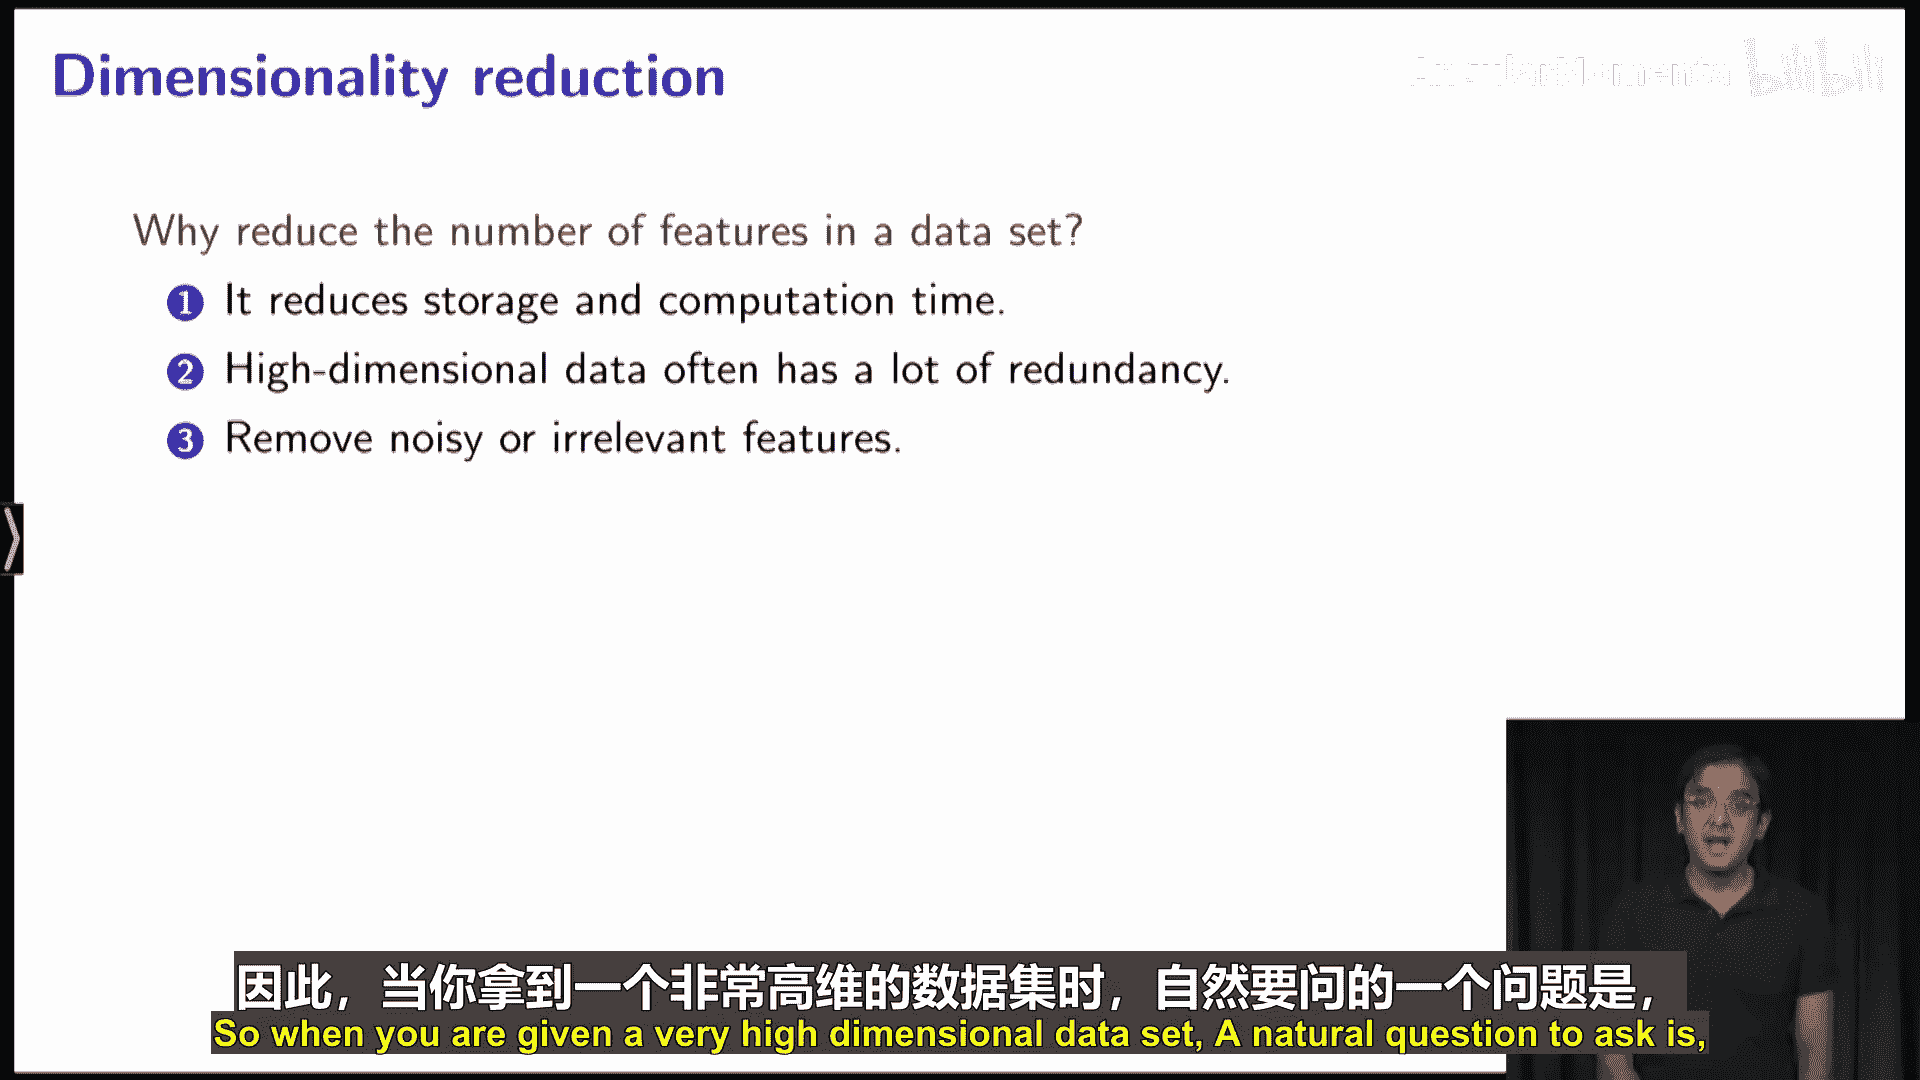 Dimensionality reduction
bilibili
Why reduce the number of features in a data set?
1 It reduces storage and computation time.
2 High-dimensional data often has a lot of redundancy.
3 Remove noisy or irrelevant features.
因此，当你拿到一个非常高维的数据集时，自然要问的一个问题是，
So when you are given a very high dimensional data set, A natural question to ask is,